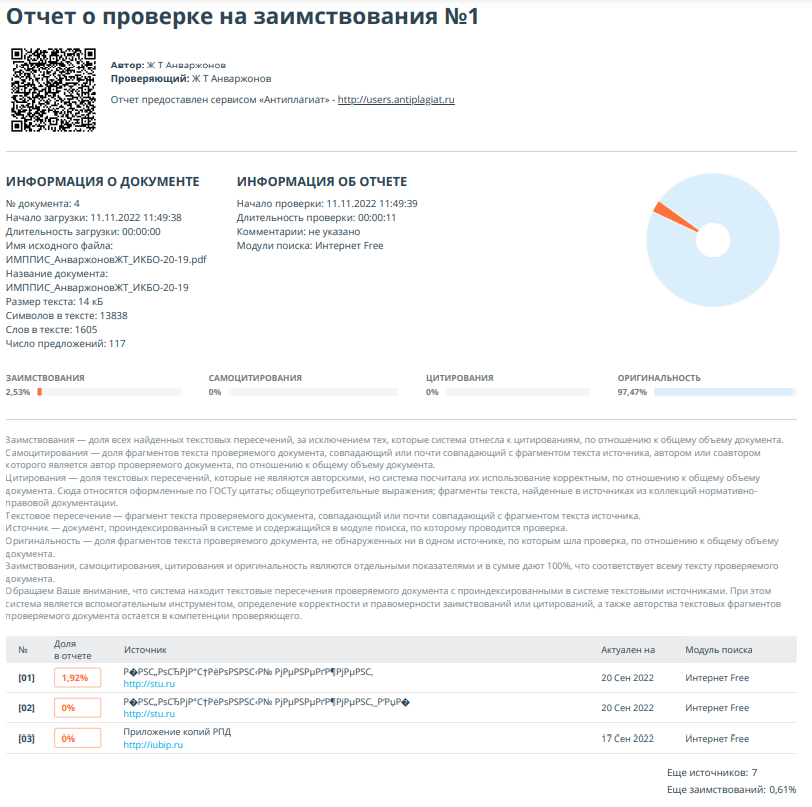 Отчет о проверке на заимствования №1
Автор: Ж Т Анваржонов
Проверяющий: Ж Т Анваржонов
Отчет предоставлен сервисом «Антиплагиат» - http://users.antiplagiat.ru
ИНФОРМАЦИЯ О ДОКУМЕНТЕ
№ документа: 4
Начало загрузки: 11.11.2022 11:49:38
Длительность загрузки: 00:00:00
Имя исходного файла:
ИМППИС_АнваржоновЖТ_ИКБО-20-19.pdf
Название документа:
ИМППИС_АнваржоновЖТ_ИКБО-20-19
Размер текста: 14 кБ
Символов в тексте: 13838
Слов в тексте: 1605
Число предложений: 117
ИНФОРМАЦИЯ ОБ ОТЧЕТЕ
Начало проверки: 11.11.2022 11:49:39
Длительность проверки: 00:00:11
Комментарии: не указано
Модули поиска: Интернет Free
ЗАИМСТВОВАНИЯ
2,53%
САМОЦИТИРОВАНИЯ
0%
ЦИТИРОВАНИЯ
0%
ОРИГИНАЛЬНОСТЬ
97,47%
Заимствования — доля всех найденных текстовых пересечений, за исключением тех, которые система отнесла к цитированиям, по отношению к общему объему документа.
Самоцитирования — доля фрагментов текста проверяемого документа, совпадающий или почти совпадающий с фрагментом текста источника, автором или соавтором
которого является автор проверяемого документа, по отношению к общему объему документа.
Цитирования — доля текстовых пересечений, которые не являются авторскими, но система посчитала их использование корректным, по отношению к общему объему
документа. Сюда относятся оформленные по ГОСТу цитаты; общеупотребительные выражения; фрагменты текста, найденные в источниках из коллекций нормативно-
правовой документации.
Текстовое пересечение — фрагмент текста проверяемого документа, совпадающий или почти совпадающий с фрагментом текста источника.
Источник — документ, проиндексированный в системе и содержащийся в модуле поиска, по которому проводится проверка.
Оригинальность — доля фрагментов текста проверяемого документа, не обнаруженных ни в одном источнике, по которым шла проверка, по отношению к общему объему
документа.
Заимствования, самоцитирования, цитирования и оригинальность являются отдельными показателями и в сумме дают 100%, что соответствует всему тексту проверяемого
документа.
Обращаем Ваше внимание, что система находит текстовые пересечения проверяемого документа с проиндексированными в системе текстовыми источниками. При этом
система является вспомогательным инструментом, определение корректности и правомерности заимствований или цитирований, а также авторства текстовых фрагментов
проверяемого документа остается в компетенции проверяющего.
№ Доля в отчете Источник Актуален на Модуль поиска
[01] 1,92% 20 Сен 2022 Интернет Free
http://stu.ru
[02] 0% 20 Сен 2022 Интернет Free
http://stu.ru
[03] 0% Приложение копий РПД 17 Сен 2022 Интернет Free
http://iubip.ru
Еще источников: 7
Еще заимствований: 0,61%